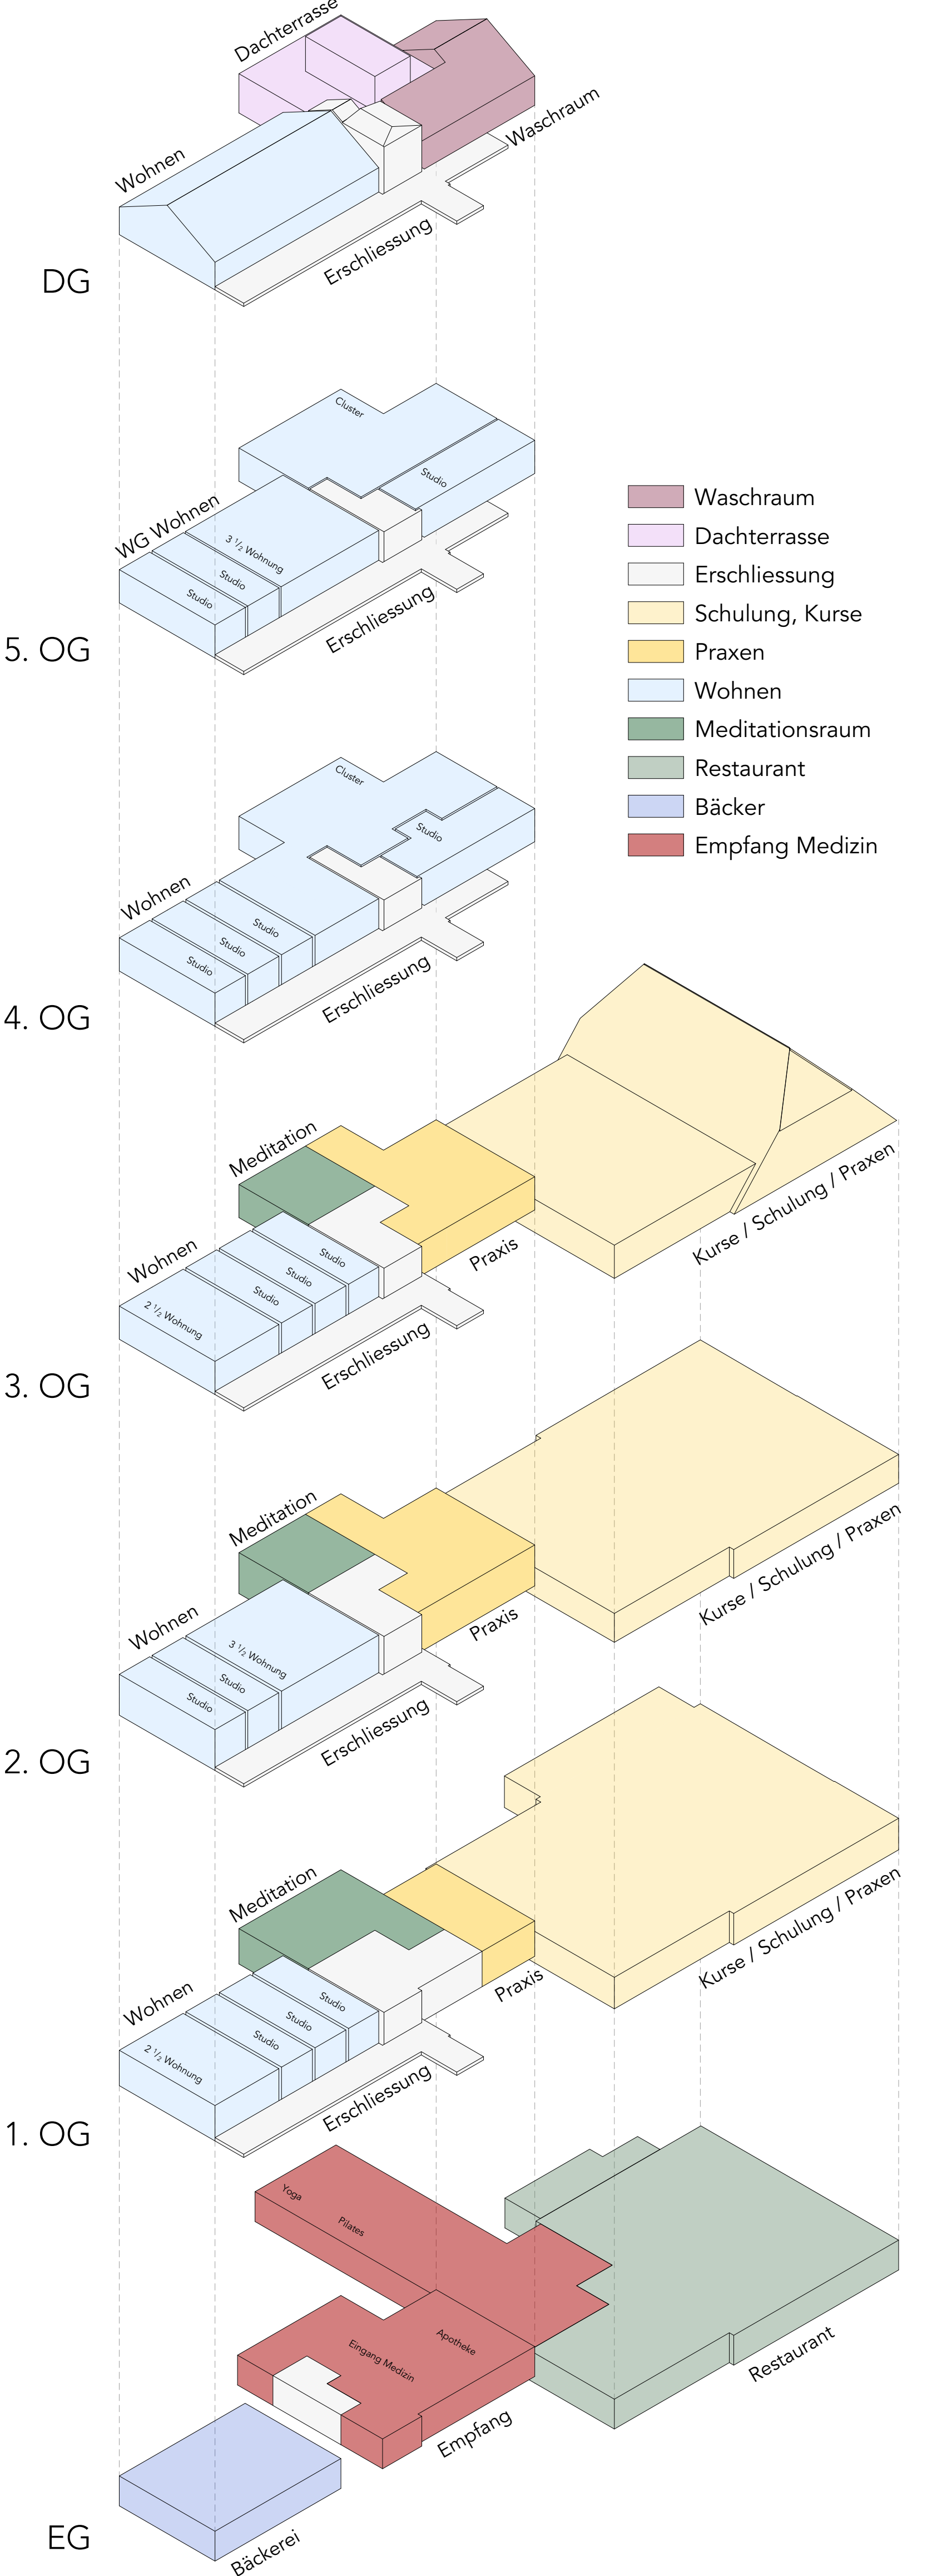 Dachterrasse
Waschraum
Wohnen
Erschliessung
DG
Cluster
Studio
WG Wohnen
3 ½ Wohnung
Studio
Studio
Erschliessung
5. OG
Waschraum
Dachterrasse
Erschliessung
Schulung, Kurse
Praxen
Wohnen
Meditationsraum
Restaurant
Bäcker
Empfang Medizin
Cluster
Studio
Wohnen
Studio
Studio
Studio
Erschliessung
4. OG
Meditation
Kurse / Schulung / Praxen
Praxis
Wohnen
Studio
Studio
Studio
2 ½ Wohnung
Erschliessung
3. OG
Meditation
Kurse / Schulung / Praxen
Praxis
Wohnen
3 ½ Wohnung
Studio
Studio
Erschliessung
2. OG
Meditation
Kurse / Schulung / Praxen
Praxis
Wohnen
Studio
Studio
Studio
2 ½ Wohnung
Erschliessung
1. OG
Yoga
Pilates
Apotheke
Eingang Medizin
Restaurant
Empfang
EG
Bäckerei